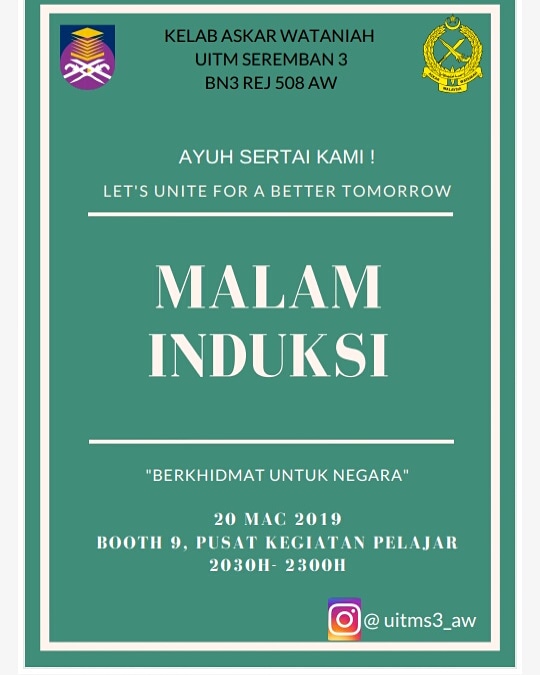 KELAB ASKAR WATANIAH
UITM SEREMBAN 3
BN3 REJ 508 AW
AYUH SERTAI KAMI !
LET'S UNITE FOR A BETTER TOMORROW
MALAM
INDUKSI
"BERKHIDMAT UNTUK NEGARA"
20 MAC 2019
BOOTH 9, PUSAT KEGIATAN PELAJAR
2030H- 2300H
@ uitms3_aw